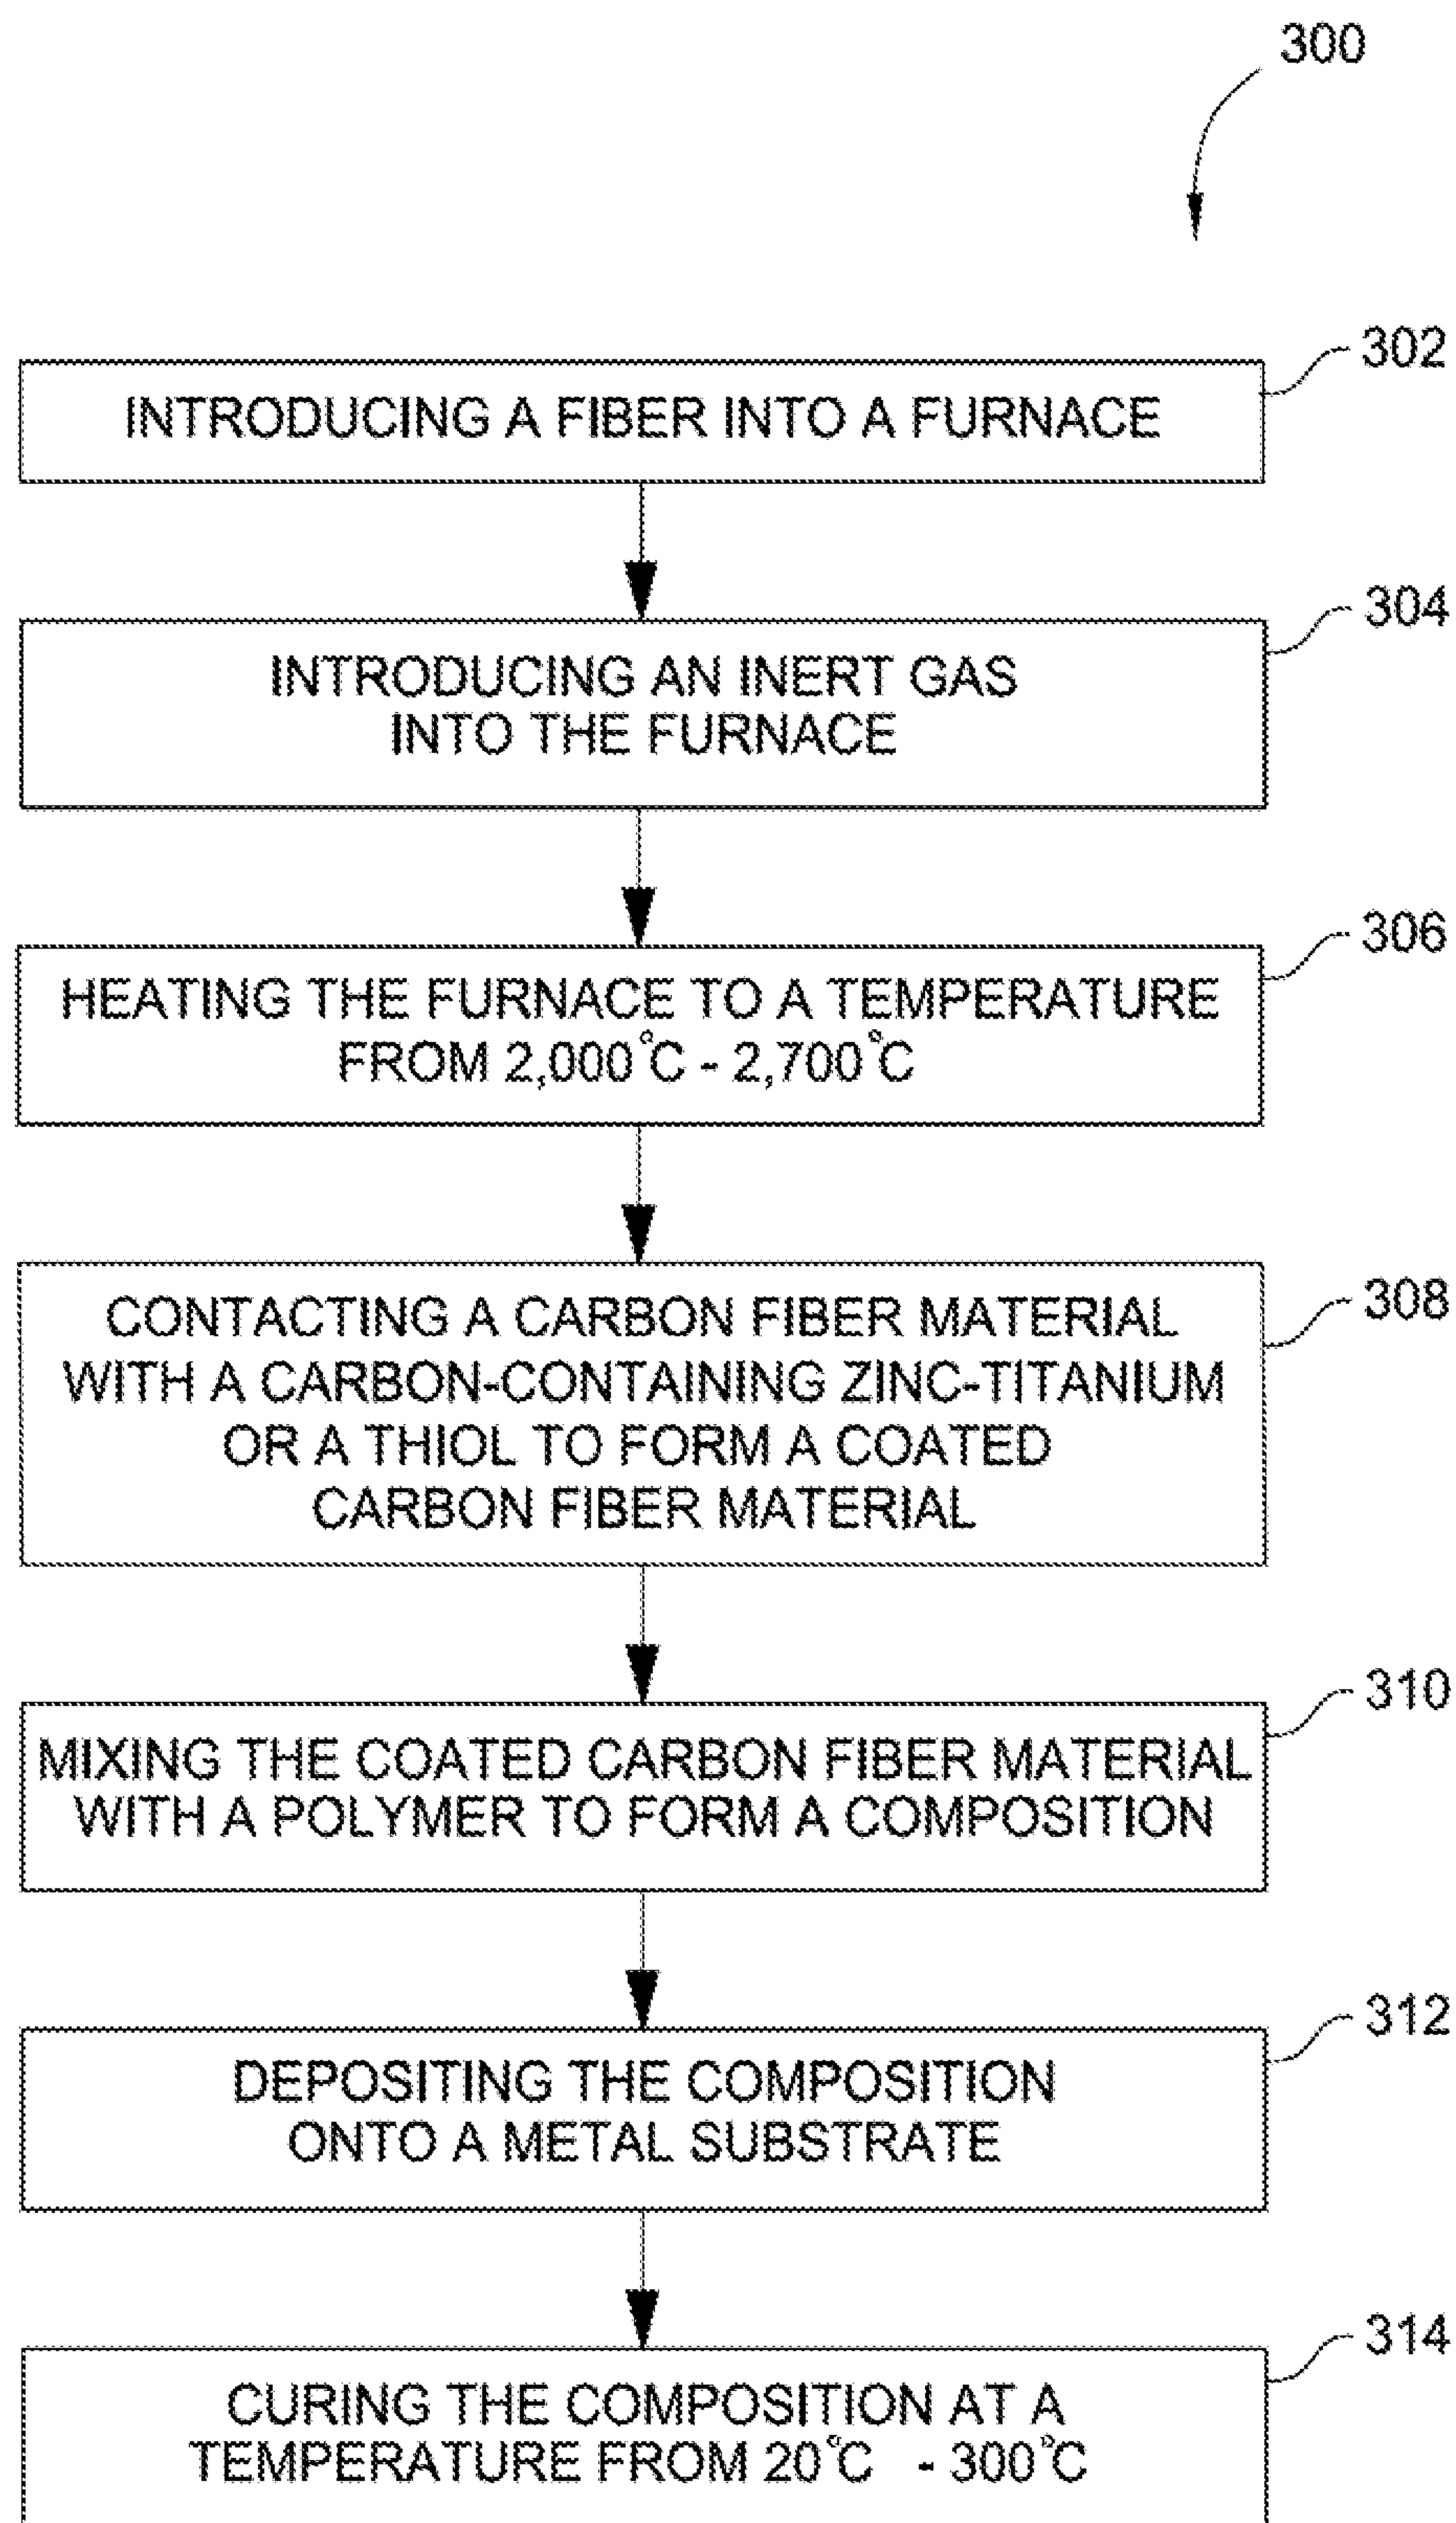 300
302
INTRODUCING A FIBER INTO A FURNACE
304
INTRODUCING AN INERT GAS
INTO THE FURNACE
306
HEATING THE FURNACE TO A TEMPERATURE
FROM 2,000°C - 2,700°C
308
CONTACTING A CARBON FIBER MATERIAL
WITH A CARBON-CONTAINING ZINC-TITANIUM
OR A THIOL TO FORM A COATED
CARBON FIBER MATERIAL
310
MIXING THE COATED CARBON FIBER MATERIAL
WITH A POLYMER TO FORM A COMPOSITION
312
DEPOSITING THE COMPOSITION
ONTO A METAL SUBSTRATE
314
CURING THE COMPOSITION AT A
TEMPERATURE FROM 20°C - 300°C